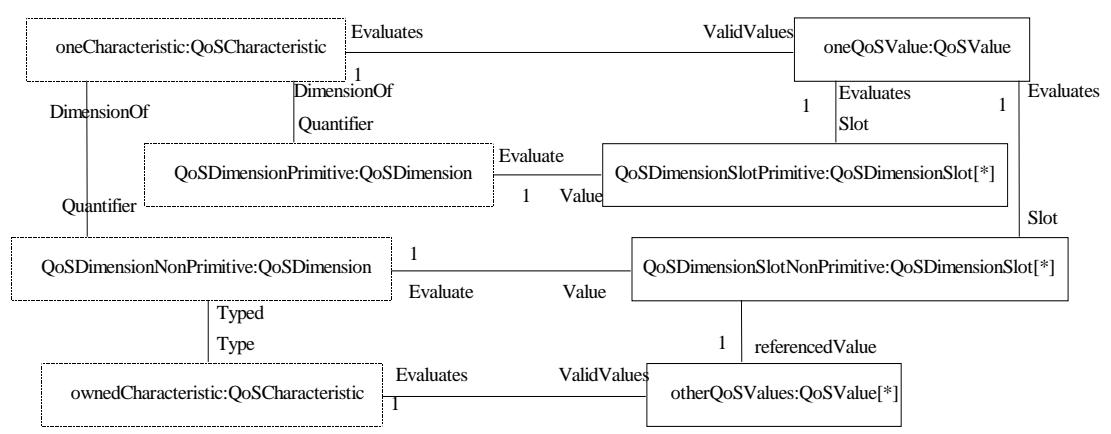 Evaluates
ValidValues
oneCharacteristic:QoSCharacteristic
oneQoSValue:QoSValue
1
DimensionOf
DimensionOf
1
Evaluates
1
Evaluates
Quantifier
Slot
QoSDimensionPrimitive:QoSDimension
Evaluate
QoSDimensionSlotPrimitive:QoSDimensionSlot[*]
1
Value
Quantifier
Slot
QoSDimensionNonPrimitive:QoSDimension
1
QoSDimensionSlotNonPrimitive:QoSDimensionSlot[*]
Evaluate
Value
Typed
Type
1
referencedValue
ownedCharacteristic:QoSCharacteristic
Evaluates
ValidValues
otherQoSValues:QoSValue[*]
1